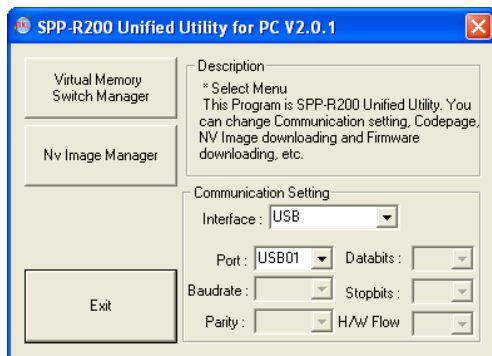 SPP-R200 Unified Utility for PC V2.0.1
Virtual Memory
Switch Manager
Nv Image Manager
Exit
Description
* Select Menu
This Program is SPP-R200 Unified Utility. You
can change Communication setting, Codepage,
NV Image downloading and Firmware
downloading, etc.
Communication Setting
Interface : USB
Port : USB01 Databits :
Baudrate : Stopbits :
Parity : H/W Flow